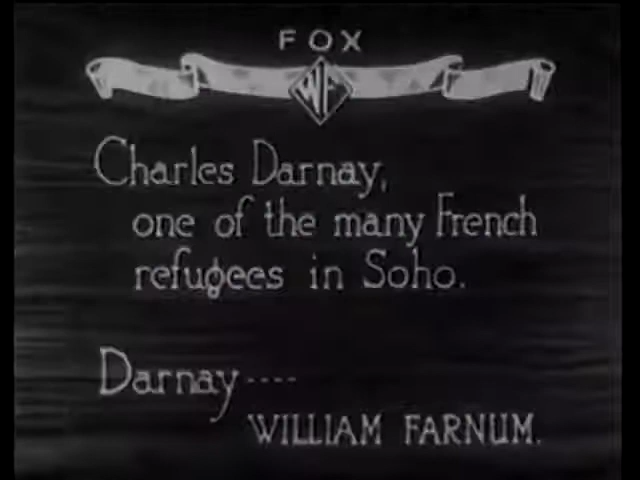 FOX
WF
Charles Darnay,
one of the many French
refugees in Soho.
Darnay----
WILLIAM FARNUM.